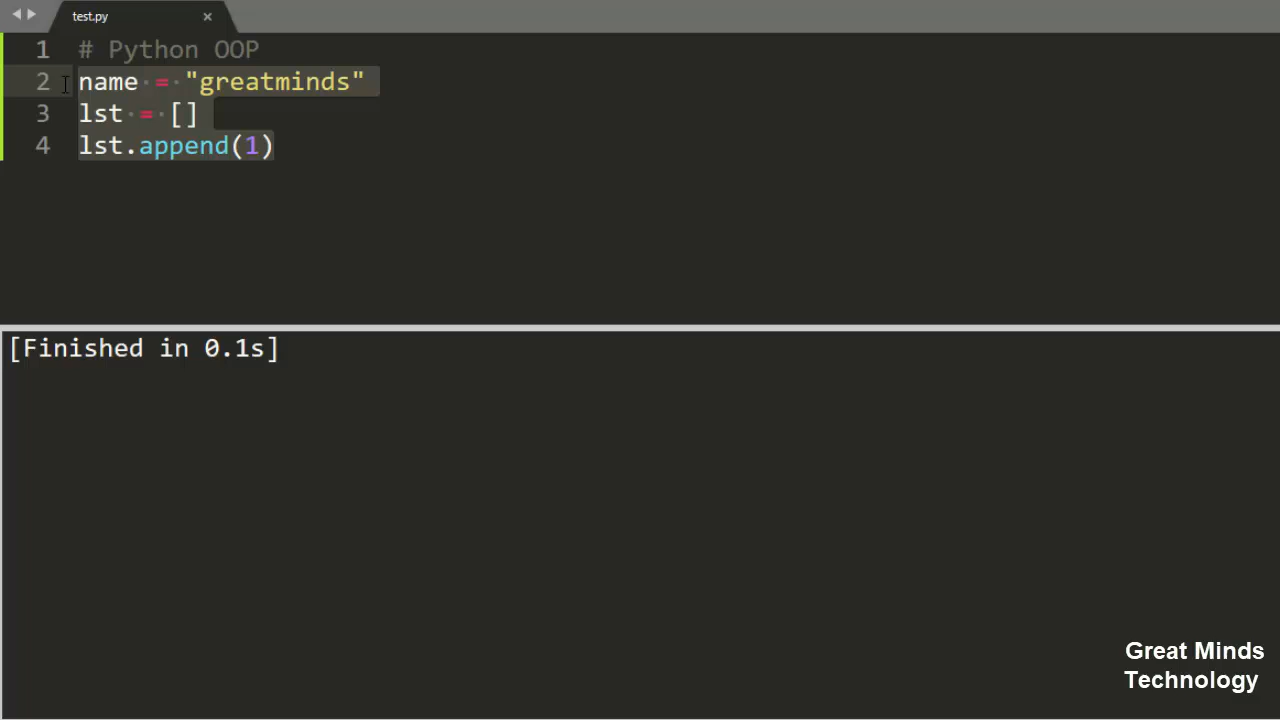 test.py ×
1 # Python OOP
2 name = "greatminds"
3 lst = []
4 lst.append(1)
[Finished in 0.1s]
Great Minds
Technology